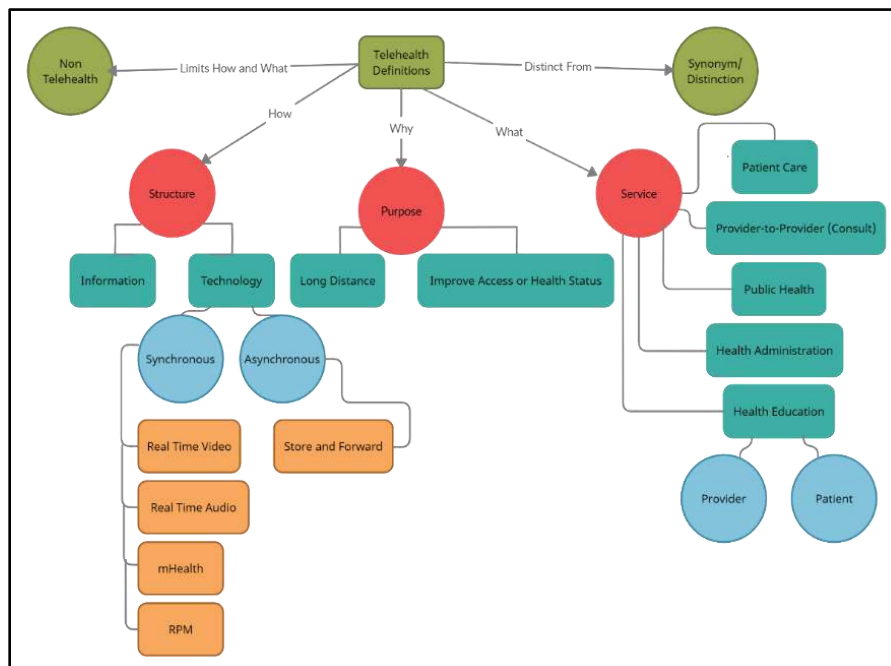 Non
Telehealth
Limits How and What
Telehealth
Definitions
Distinct From
Synonym/
Distinction
How
Why
What
Structure
Purpose
Service
Patient Care
Provider-to-Provider (Consult)
Information
Technology
Long Distance
Improve Access or Health Status
Public Health
Synchronous
Asynchronous
Health Administration
Health Education
Real Time Video
Store and Forward
Provider
Patient
Real Time Audio
mHealth
RPM